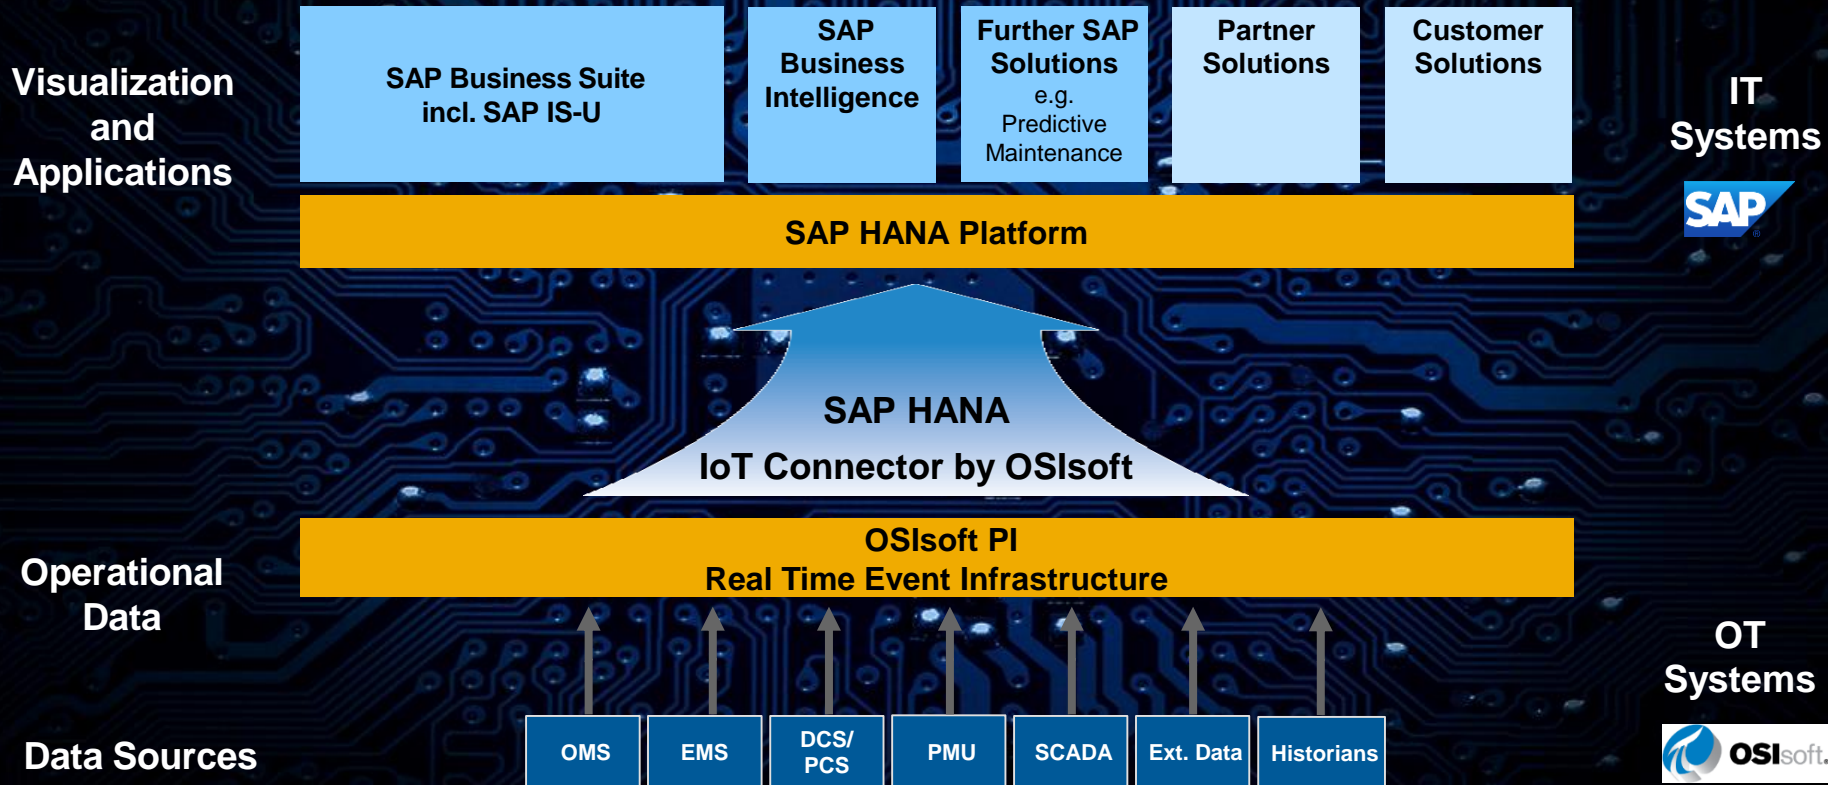 Visualization
and
Applications
SAP Business Suite
incl. SAP IS-U
SAP
Business
Intelligence
Further SAP
Solutions
e.g.
Predictive
Maintenance
Partner
Solutions
Customer
Solutions
IT
Systems
SAP
®
SAP HANA Platform
SAP HANA
IoT Connector by OSIsoft
OSIsoft PI
Real Time Event Infrastructure
Operational
Data
OT
Systems
Data Sources
OMS
EMS
DCS/
PCS
PMU
SCADA
Ext. Data
Historians
OSIsoft.